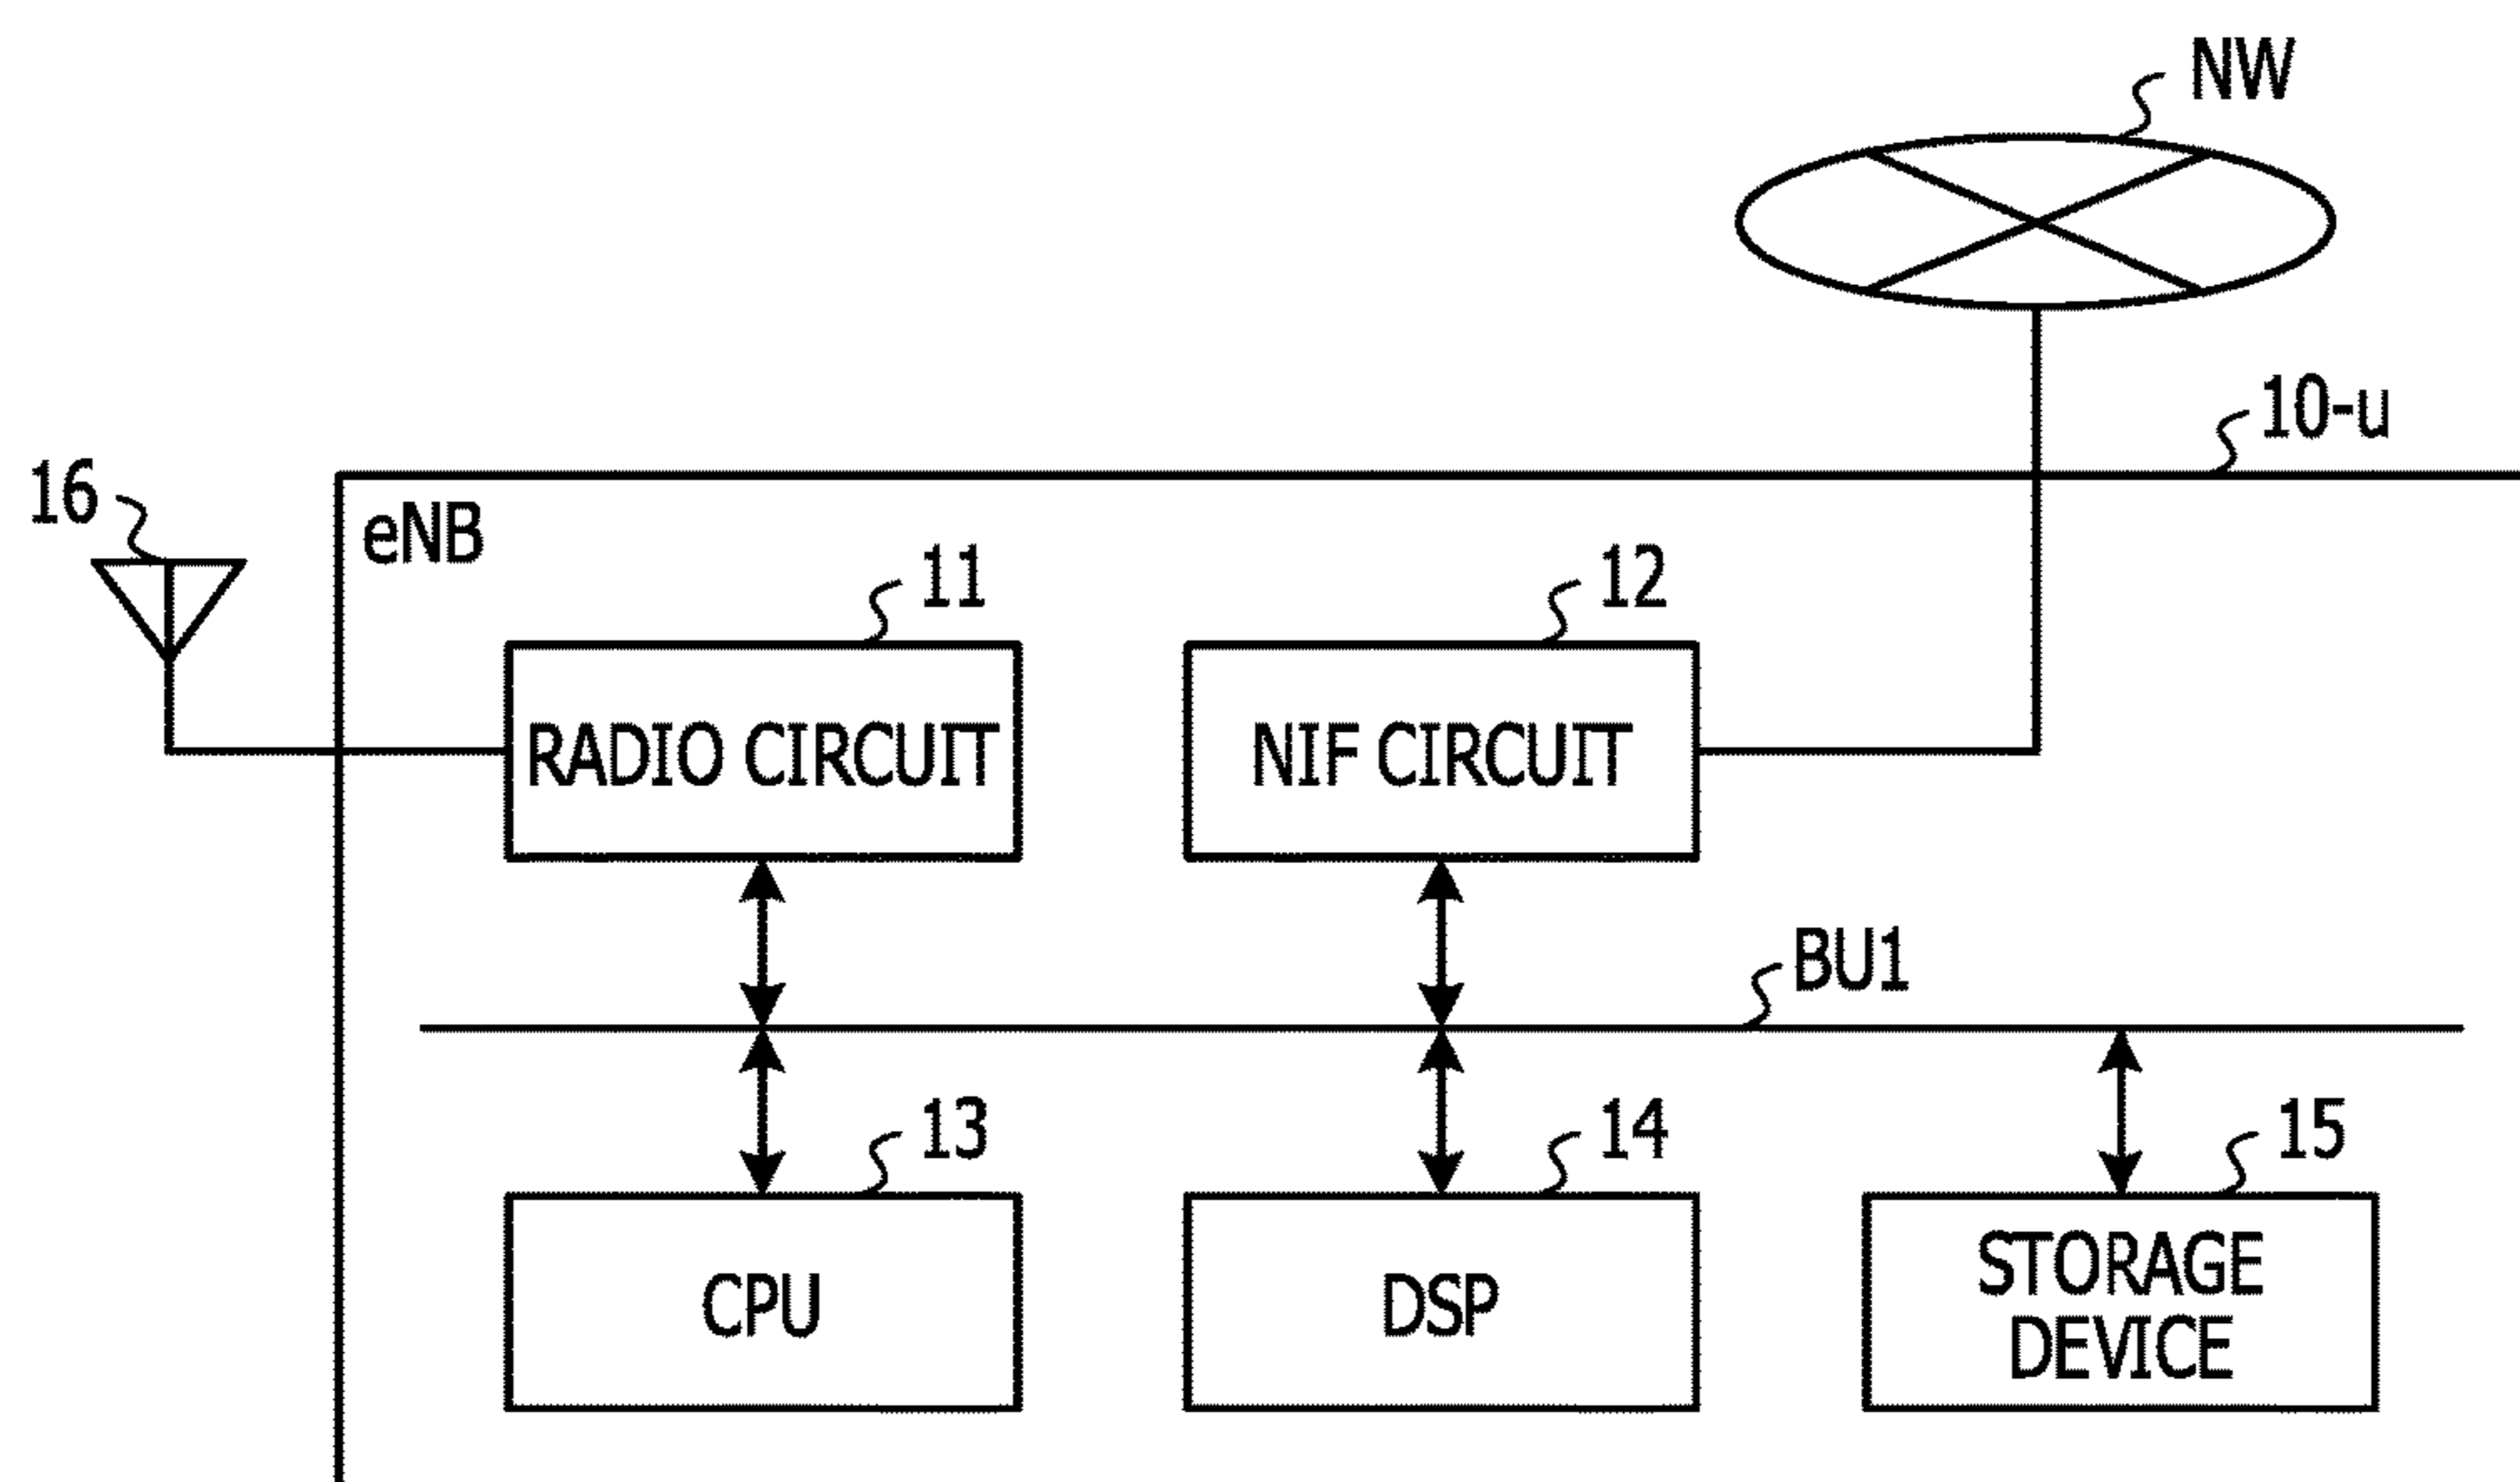 NW
10-u
16
eNB
11
12
RADIO CIRCUIT
NIF CIRCUIT
BU1
13
14
15
CPU
DSP
STORAGE
DEVICE